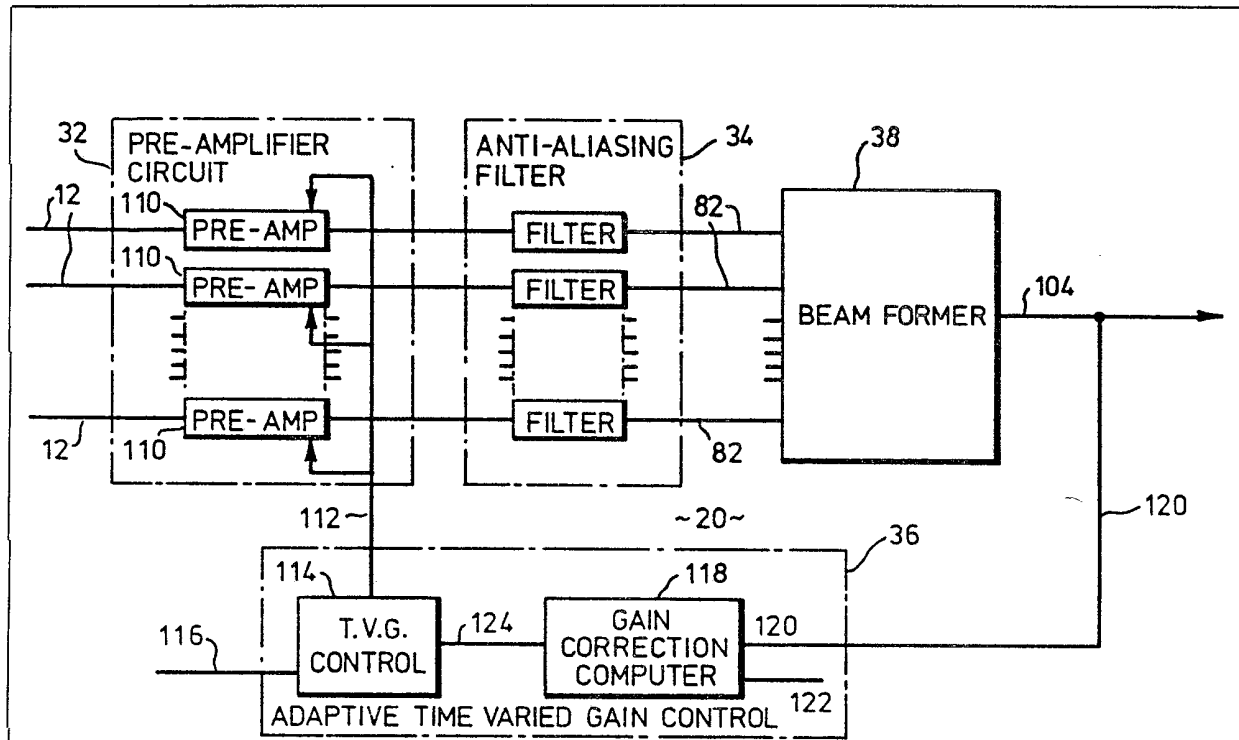 32
PRE-AMPLIFIER
CIRCUIT
ANTI-ALIASING
FILTER
34
38
12
110
PRE-AMP
FILTER
82
110
PRE-AMP
FILTER
BEAM FORMER
104
PRE-AMP
FILTER
12
110
82
112
~20~
36
120
114
118
T.V.G.
CONTROL
124
GAIN
CORRECTION
COMPUTER
120
116
122
ADAPTIVE TIME VARIED GAIN CONTROL